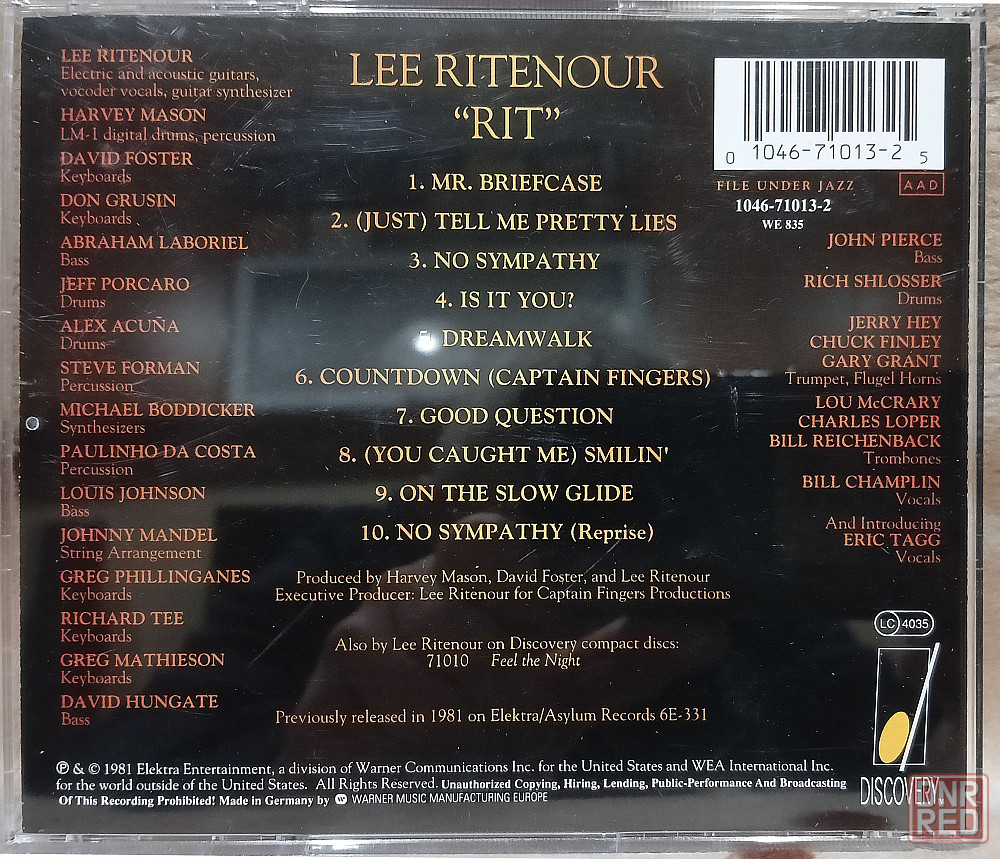 LEE RITENOUR
Electric and acoustic guitars,
vocoder vocals, guitar synthesizer
HARVEY MASON
LM-1 digital drums, percussion
DAVID FOSTER
Keyboards
DON GRUSIN
Keyboards
ABRAHAM LABORIEL
Bass
JEFF PORCARO
Drums
ALEX ACUÑA
Drums
STEVE FORMAN
Percussion
MICHAEL BODDICKER
Synthesizers
PAULINHO DA COSTA
Percussion
LOUIS JOHNSON
Bass
JOHNNY MANDEL
String Arrangement
GREG PHILLINGANES
Keyboards
RICHARD TEE
Keyboards
GREG MATHIESON
Keyboards
DAVID HUNGATE
Bass
LEE RITENOUR
“RIT”
1. MR. BRIEFCASE
2. (JUST) TELL ME PRETTY LIES
3. NO SYMPATHY
4. IS IT YOU?
5. DREAMWALK
6. COUNTDOWN (CAPTAIN FINGERS)
7. GOOD QUESTION
8. (YOU CAUGHT ME) SMILIN'
9. ON THE SLOW GLIDE
10. NO SYMPATHY (Reprise)
Produced by Harvey Mason, David Foster, and Lee Ritenour
Executive Producer: Lee Ritenour for Captain Fingers Productions
Also by Lee Ritenour on Discovery compact discs:
71010 Feel the Night
Previously released in 1981 on Elektra/Asylum Records 6E-331
0 1046-71013-2 5
FILE UNDER JAZZ
AAD
1046-71013-2
WE 835
JOHN PIERCE
Bass
RICH SHLOSSER
Drums
JERRY HEY
CHUCK FINLEY
GARY GRANT
Trumpet, Flugel Horns
LOU McCRARY
CHARLES LOPER
BILL REICHENBACK
Trombones
BILL CHAMPLIN
Vocals
And Introducing
ERIC TAGG
Vocals
LC 4035
DISCOVERY
℗ & © 1981 Elektra Entertainment, a division of Warner Communications Inc. for the United States and WEA International Inc.
for the world outside of the United States. All Rights Reserved. Unauthorized Copying, Hiring, Lending, Public-Performance And Broadcasting
Of This Recording Prohibited! Made in Germany by WARNER MUSIC MANUFACTURING EUROPE
VNR
RED